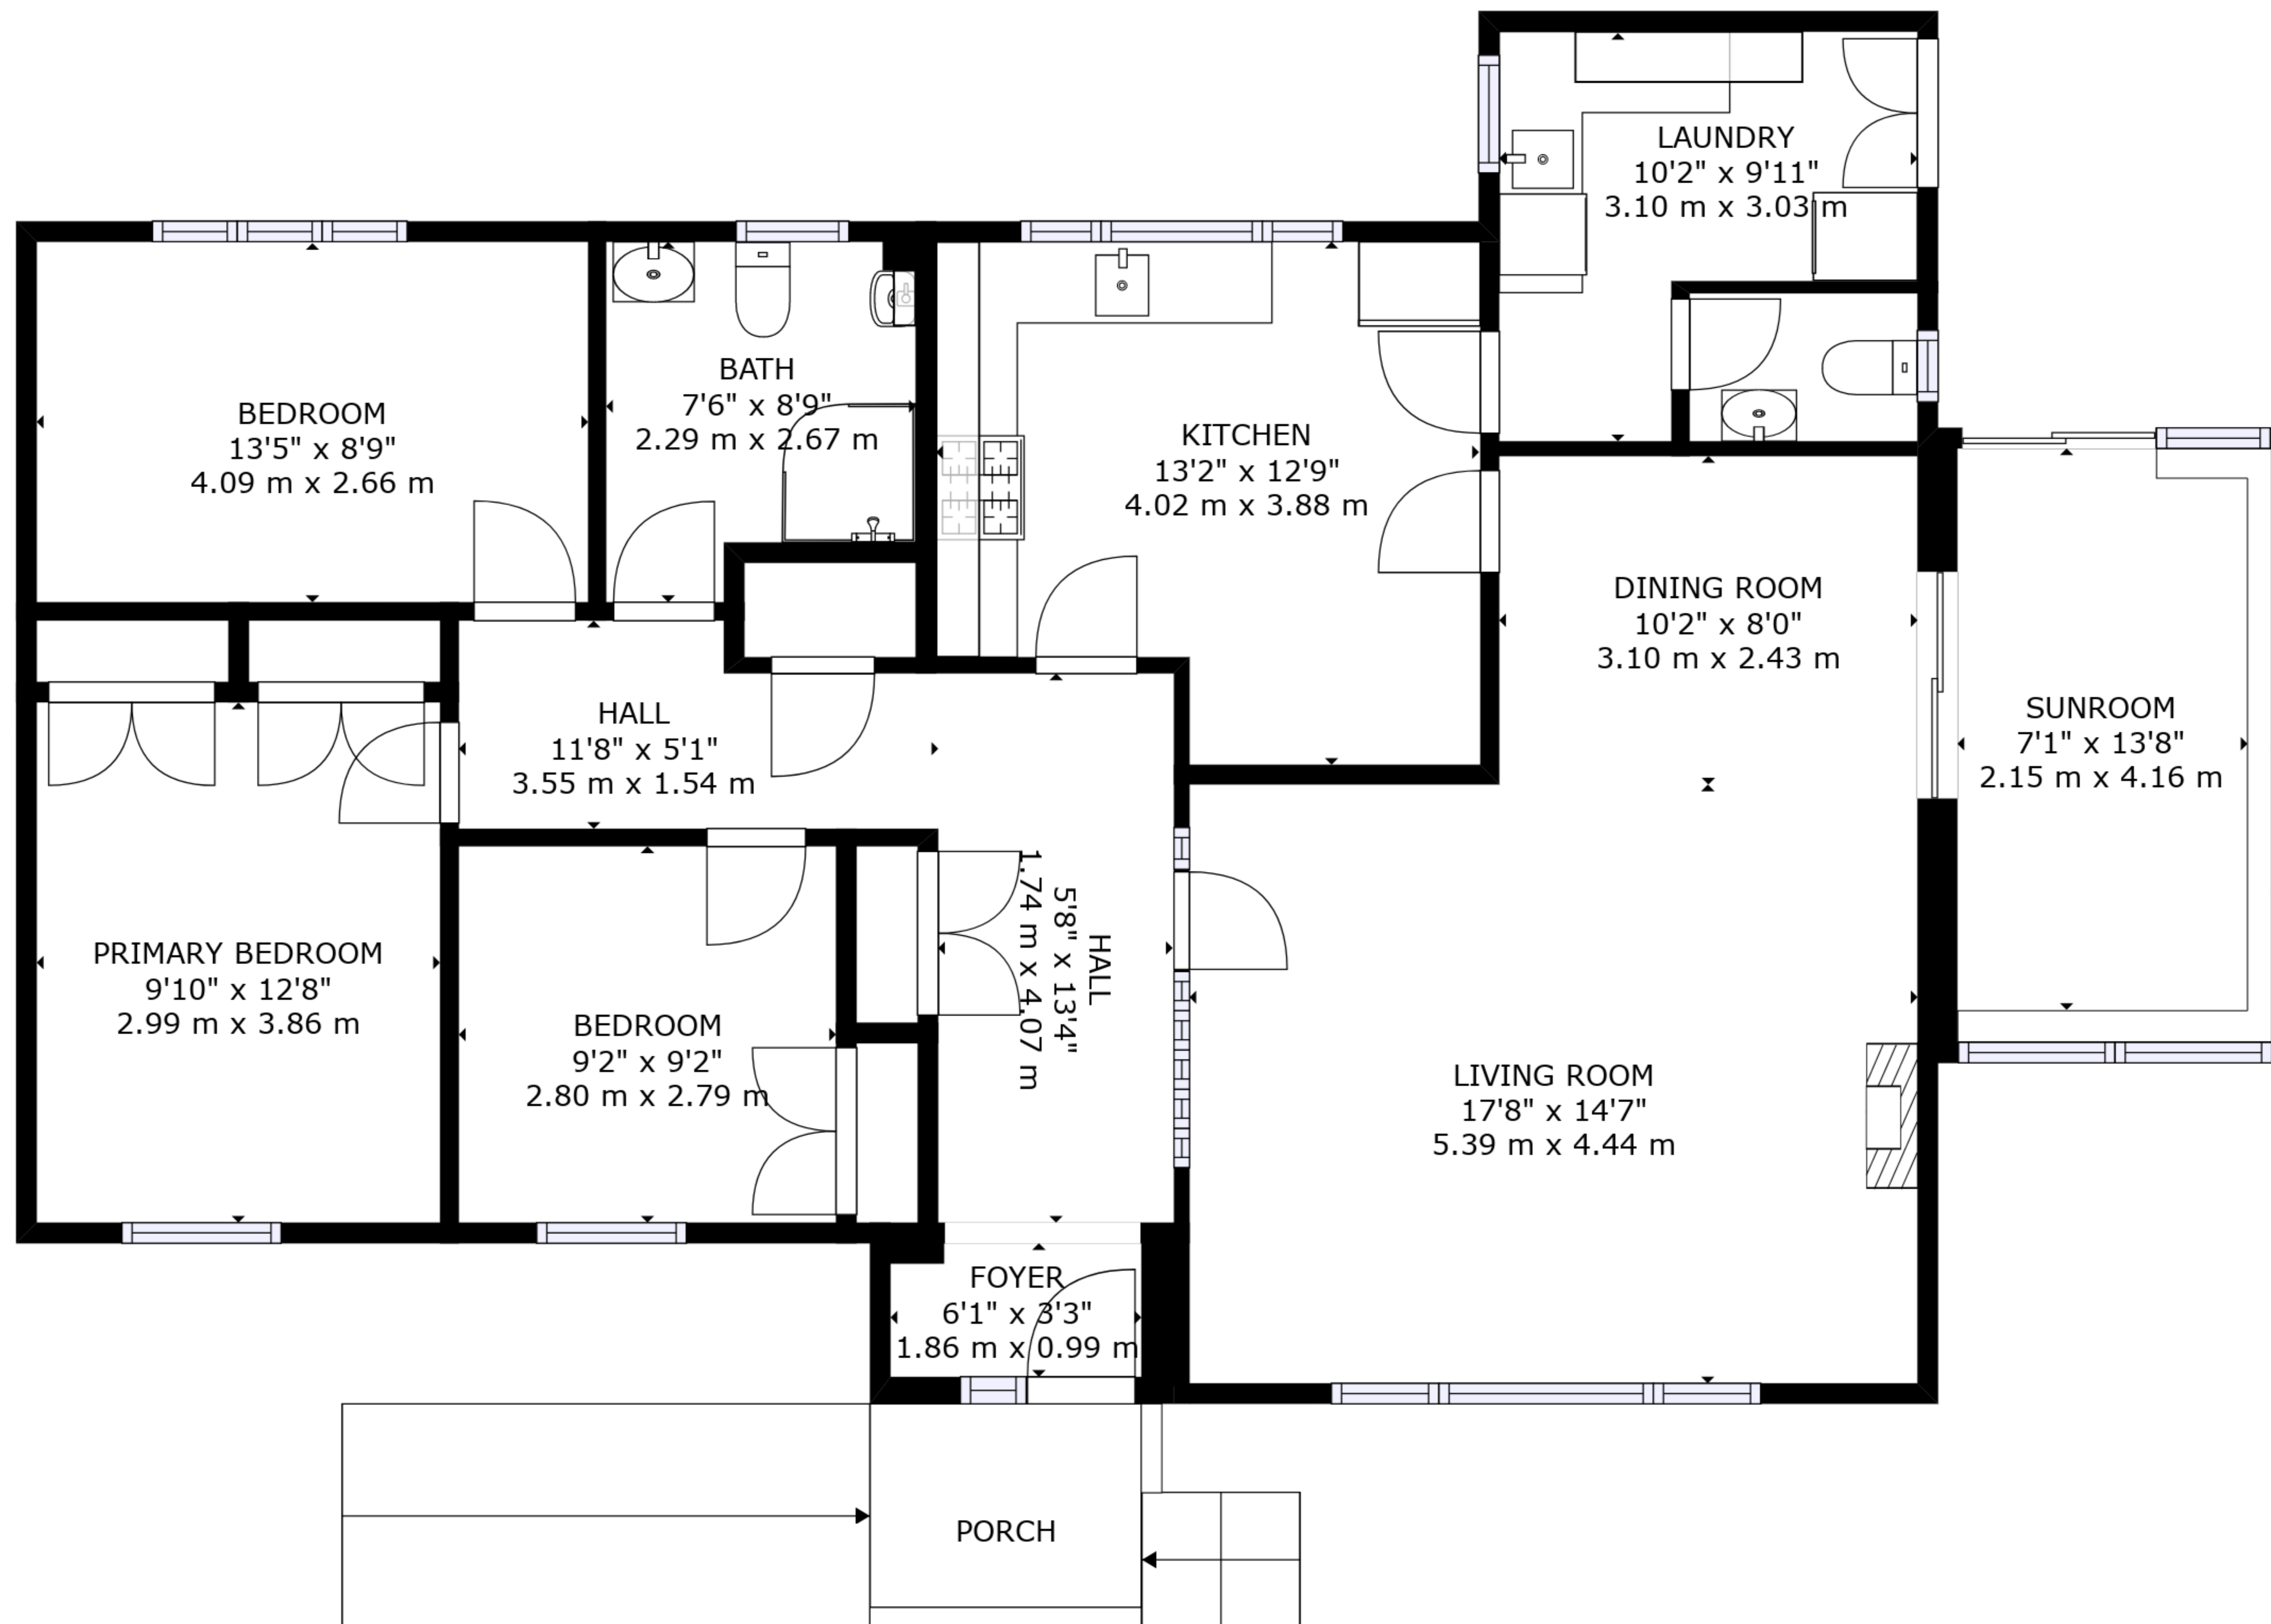 LAUNDRY
10'2" x 9'11"
3.10 m x 3.03 m
BEDROOM
13'5" x 8'9"
4.09 m x 2.66 m
BATH
7'6" x 8'9"
2.29 m x 2.67 m
KITCHEN
13'2" x 12'9"
4.02 m x 3.88 m
DINING ROOM
10'2" x 8'0"
3.10 m x 2.43 m
SUNROOM
7'1" x 13'8"
2.15 m x 4.16 m
HALL
11'8" x 5'1"
3.55 m x 1.54 m
PRIMARY BEDROOM
9'10" x 12'8"
2.99 m x 3.86 m
BEDROOM
9'2" x 9'2"
2.80 m x 2.79 m
HALL
5'8" x 13'4"
1.74 m x 4.07 m
LIVING ROOM
17'8" x 14'7"
5.39 m x 4.44 m
FOYER
6'1" x 3'3"
1.86 m x 0.99 m
PORCH